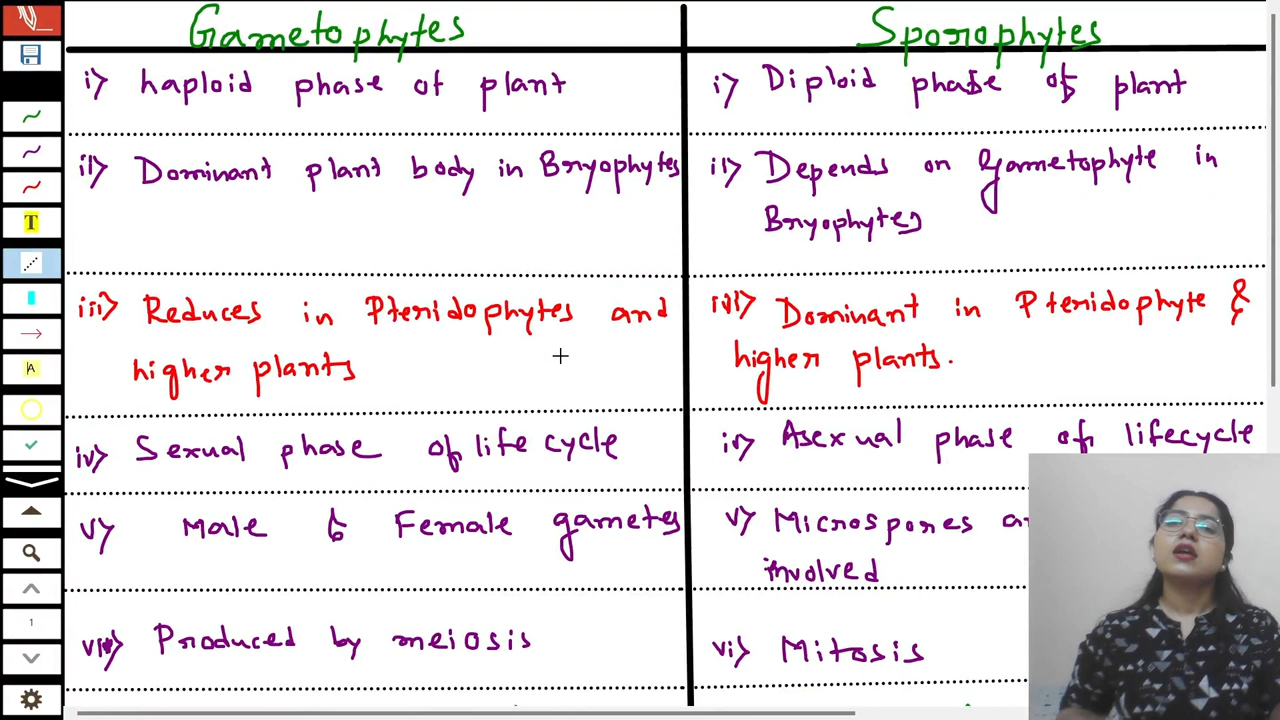 Gametophytes
Sporophytes
i) haploid phase of plant
i) Diploid phase of plant
ii) Dominant plant body in Bryophytes
ii) Depends on gametophyte in
Bryophytes
iii) Reduces in Pteridophytes and
higher plants
iii) Dominant in Pteridophyte &
higher plants.
iv) Sexual phase of life cycle
iv) Asexual phase of lifecycle
v) Male & Female gametes
v) Microspores
involved
vi) Produced by meiosis
vi) Mitosis
T
A
1